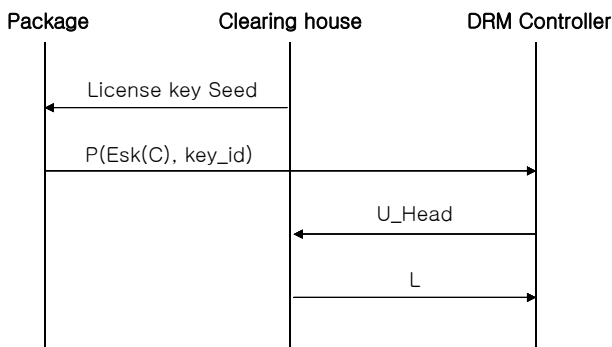 Package Clearing house DRM Controller
License key Seed
P(Esk(C), key_id)
U_Head
L